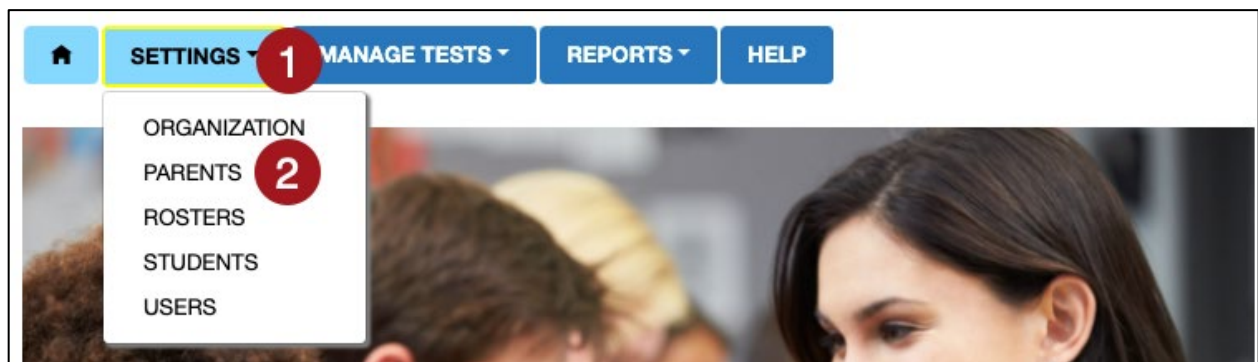 SETTINGS 1 MANAGE TESTS REPORTS HELP
ORGANIZATION
PARENTS 2
ROSTERS
STUDENTS
USERS